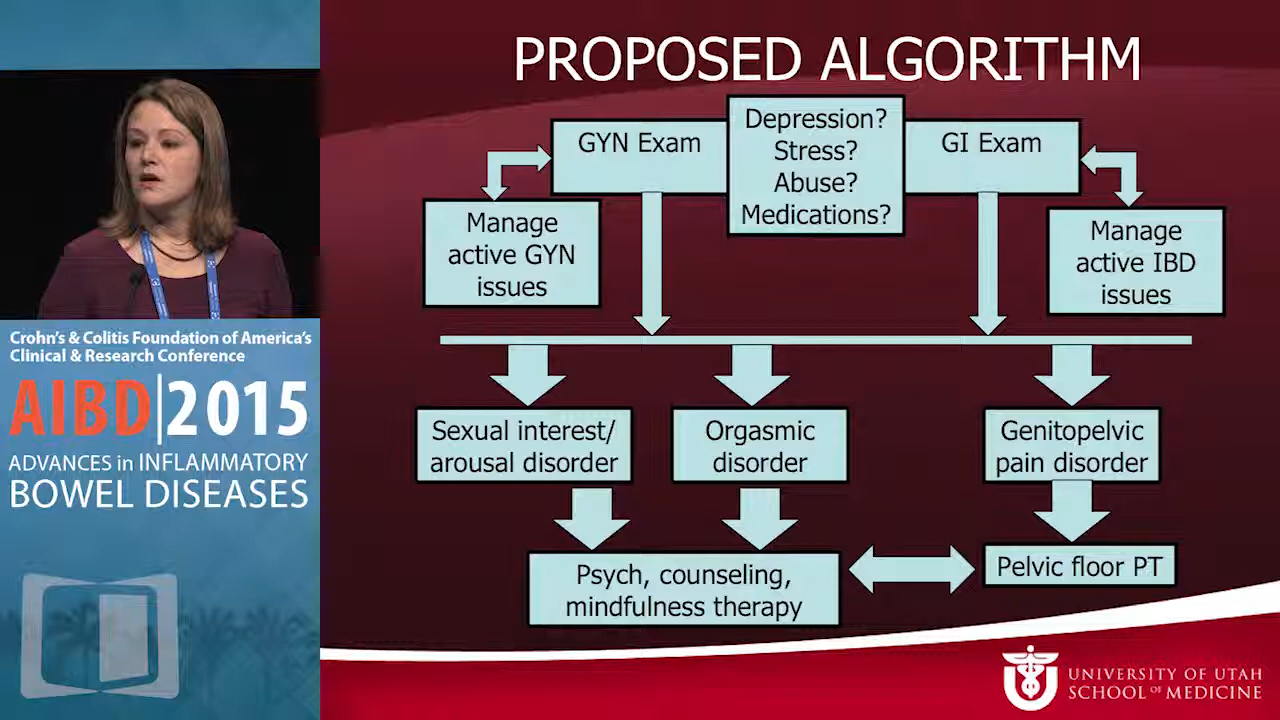 PROPOSED ALGORITHM
GYN Exam
Depression?
Stress?
Abuse?
Medications?
GI Exam
Manage
active GYN
issues
Manage
active IBD
issues
Sexual interest/
arousal disorder
Orgasmic
disorder
Genitopelvic
pain disorder
Psych, counseling,
mindfulness therapy
Pelvic floor PT
Crohn's & Colitis Foundation of America's
Clinical & Research Conference
AIBD|2015
ADVANCES in INFLAMMATORY
BOWEL DISEASES
UNIVERSITY OF UTAH
SCHOOL OF MEDICINE